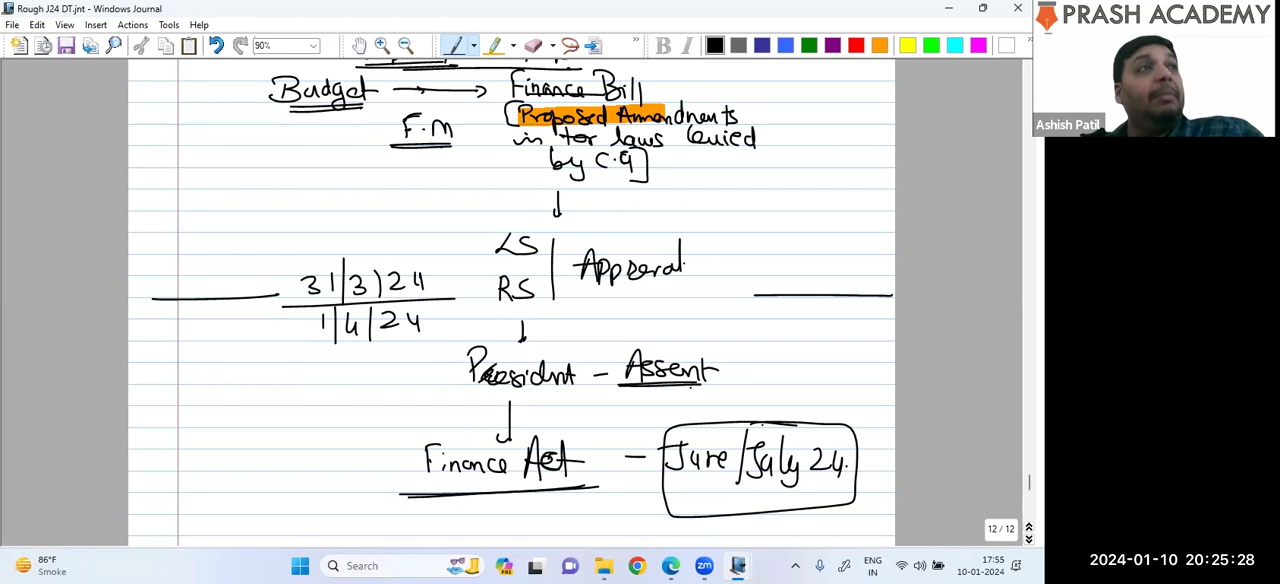 Rough J24 DT.jnt - Windows Journal
File Edit View Insert Actions Tools Help
90%
B I
PRASH ACADEMY
Ashish Patil
Budget → Finance Bill
F.M
[Proposed Amendments
in tax laws levied
by C.G]
↓
LS
RS
Approval
31/3/24
1/4/24
↓
President - Assent
↓
Finance Act - June/July 24.
12 / 12
86°F
Smoke
Search
ENG
IN
17:55
10-01-2024
2024-01-10 20:25:28